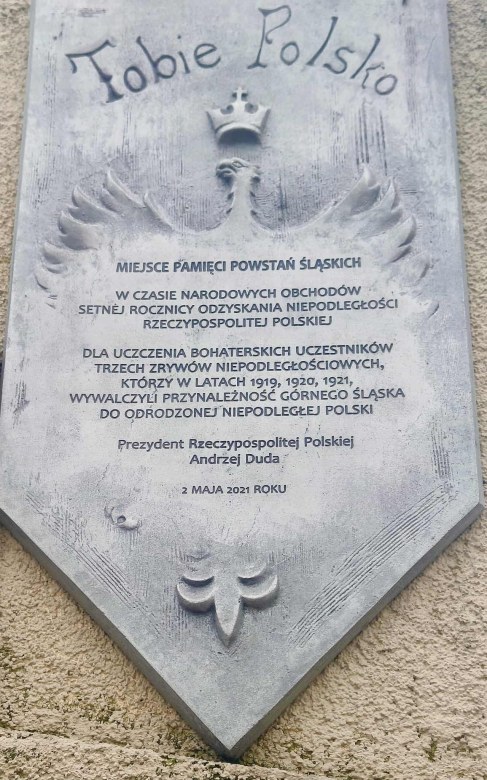 Tobie Polsko
MIEJSCE PAMIĘCI POWSTAŃ ŚLĄSKICH
W CZASIE NARODOWYCH OBCHODÓW
SETNEJ ROCZNICY ODZYSKANIA NIEPODLEGŁOŚCI
RZECZYPOSPOLITEJ POLSKIEJ
DLA UCZCZENIA BOHATERSKICH UCZESTNIKÓW
TRZECH ZRYWÓW NIEPODLEGŁOŚCIOWYCH,
KTÓRZY W LATACH 1919, 1920, 1921,
WYWALCZYLI PRZYNALEŻNOŚĆ GÓRNEGO ŚLĄSKA
DO ODRODZONEJ NIEPODLEGŁEJ POLSKI
Prezydent Rzeczypospolitej Polskiej
Andrzej Duda
2 MAJA 2021 ROKU